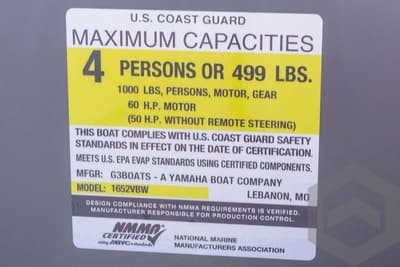 U.S. COAST GUARD
MAXIMUM CAPACITIES
4 PERSONS OR 499 LBS.
1000 LBS, PERSONS, MOTOR, GEAR
60 H.P. MOTOR
(50 H.P. WITHOUT REMOTE STEERING)
THIS BOAT COMPLIES WITH U.S. COAST GUARD SAFETY
STANDARDS IN EFFECT ON THE DATE OF CERTIFICATION.
MEETS U.S. EPA EVAP STANDARDS USING CERTIFIED COMPONENTS.
MFGR: G3BOATS - A YAMAHA BOAT COMPANY
MODEL: 1652VBW LEBANON, MO
DESIGN COMPLIANCE WITH NMMA REQUIREMENTS IS VERIFIED.
MANUFACTURER RESPONSIBLE FOR PRODUCTION CONTROL.
NMMA
CERTIFIED
using ABYC standards
NATIONAL MARINE
MANUFACTURERS ASSOCIATION